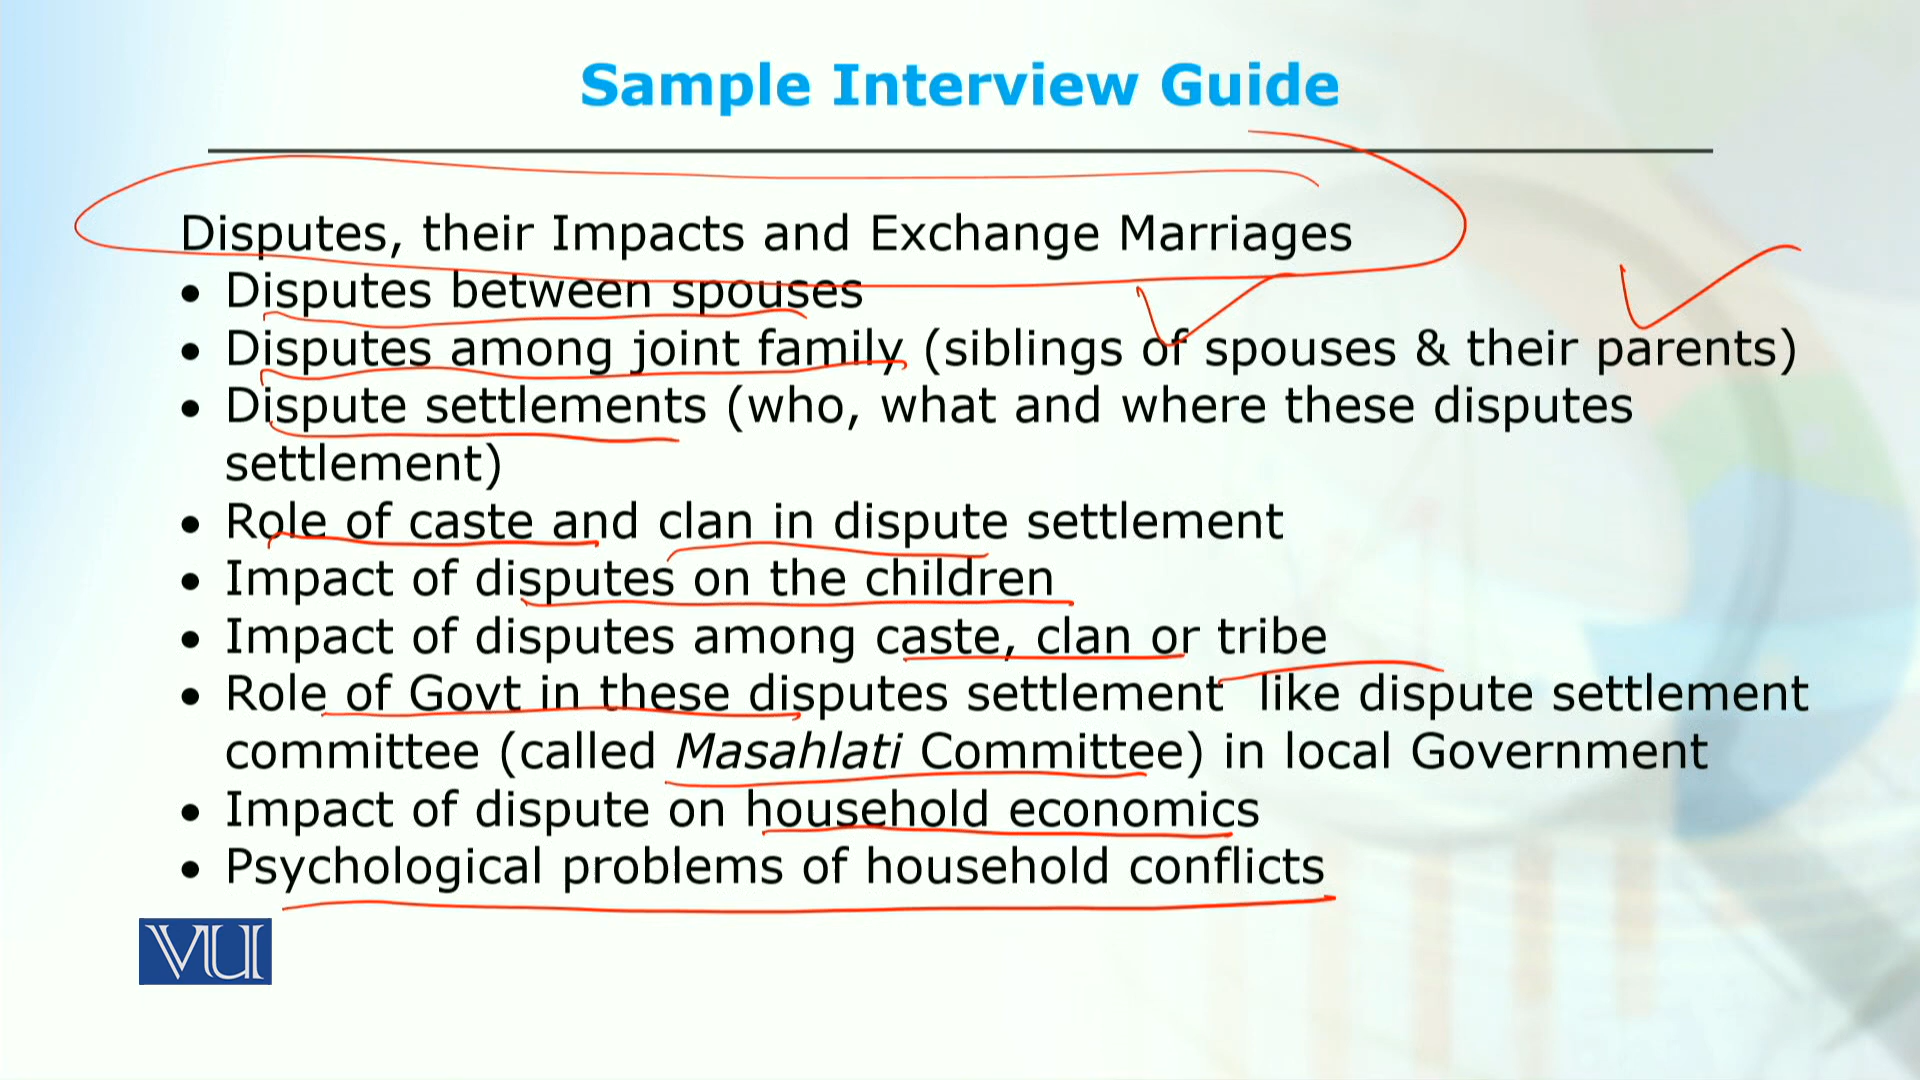 Sample Interview Guide
Disputes, their Impacts and Exchange Marriages
• Disputes between spouses
• Disputes among joint family (siblings of spouses & their parents)
• Dispute settlements (who, what and where these disputes
settlement)
• Role of caste and clan in dispute settlement
• Impact of disputes on the children
• Impact of disputes among caste, clan or tribe
• Role of Govt in these disputes settlement like dispute settlement
committee (called Masahlati Committee) in local Government
• Impact of dispute on household economics
• Psychological problems of household conflicts
VU